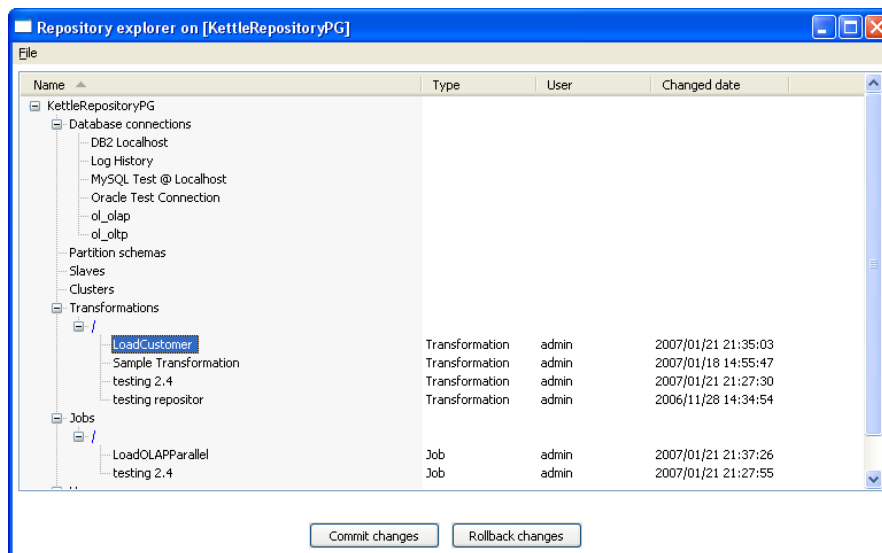 Repository explorer on [KettleRepositoryPG]
File
Name Type User Changed date
KettleRepositoryPG
Database connections
DB2 Localhost
Log History
MySQL Test @ Localhost
Oracle Test Connection
ol_olap
ol_oltp
Partition schemas
Slaves
Clusters
Transformations
/
LoadCustomer Transformation admin 2007/01/21 21:35:03
Sample Transformation Transformation admin 2007/01/18 14:55:47
testing 2.4 Transformation admin 2007/01/21 21:27:30
testing repositor Transformation admin 2006/11/28 14:34:54
Jobs
/
LoadOLAPParallel Job admin 2007/01/21 21:37:26
testing 2.4 Job admin 2007/01/21 21:27:55
Commit changes Rollback changes